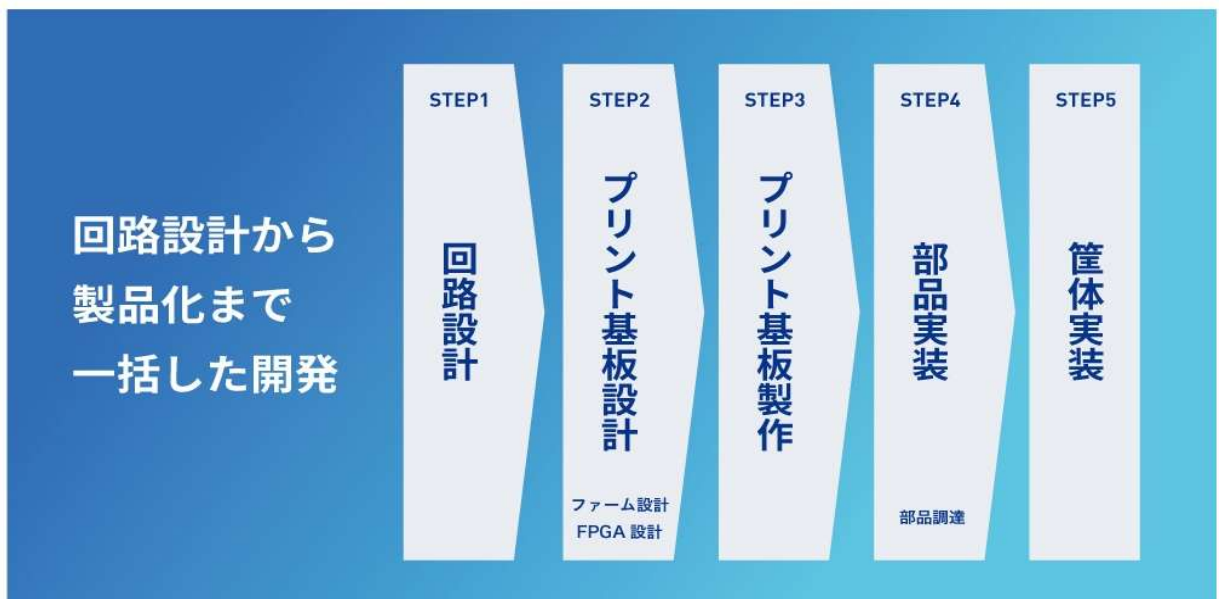 回路設計から
製品化まで
一括した開発
STEP1
回路設計
STEP2
プリント基板設計
ファーム設計
FPGA 設計
STEP3
プリント基板製作
STEP4
部品実装
部品調達
STEP5
筐体実装